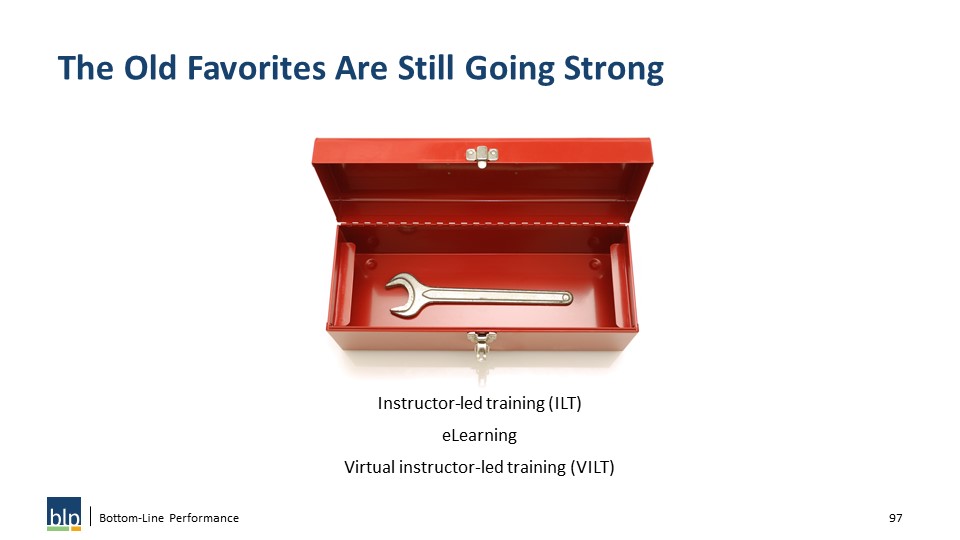 The Old Favorites Are Still Going Strong
Instructor-led training (ILT)
eLearning
Virtual instructor-led training (VILT)
blp
Bottom-Line Performance
97